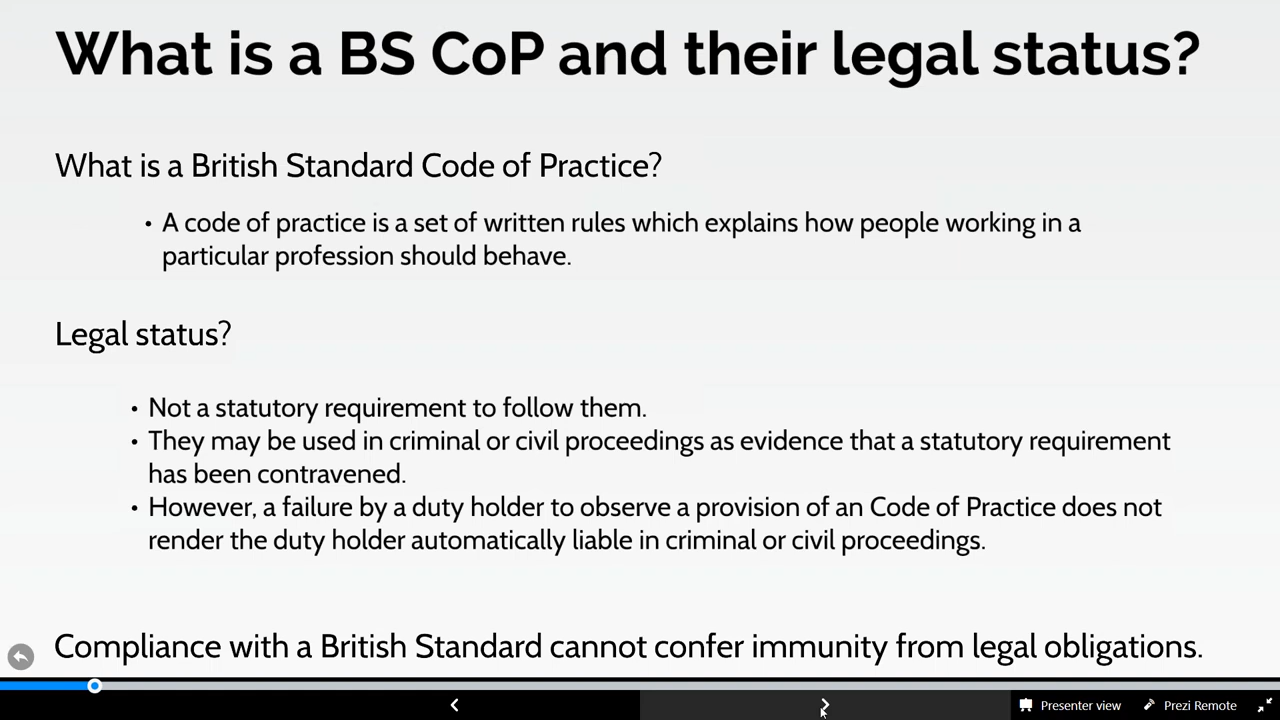 What is a BS CoP and their legal status?
What is a British Standard Code of Practice?
• A code of practice is a set of written rules which explains how people working in a
particular profession should behave.
Legal status?
• Not a statutory requirement to follow them.
• They may be used in criminal or civil proceedings as evidence that a statutory requirement
has been contravened.
• However, a failure by a duty holder to observe a provision of an Code of Practice does not
render the duty holder automatically liable in criminal or civil proceedings.
Compliance with a British Standard cannot confer immunity from legal obligations.
Presenter view
Prezi Remote